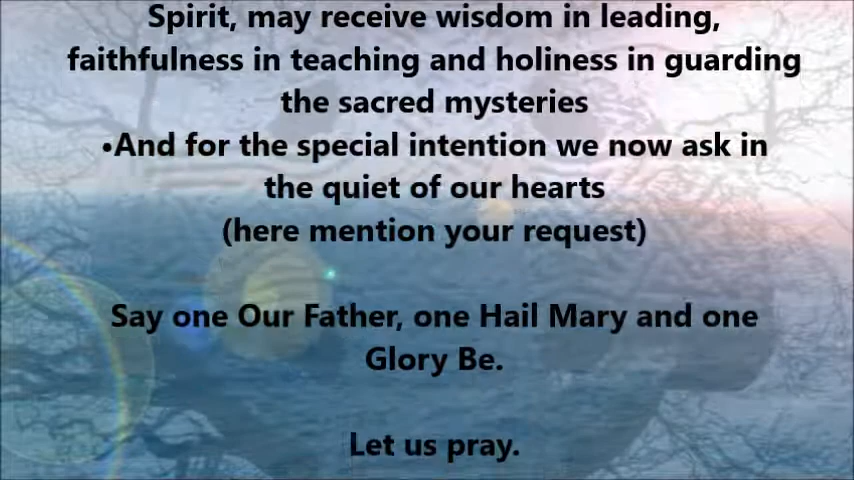 Spirit, may receive wisdom in leading,
faithfulness in teaching and holiness in guarding
the sacred mysteries
•And for the special intention we now ask in
the quiet of our hearts
(here mention your request)
Say one Our Father, one Hail Mary and one
Glory Be.
Let us pray.